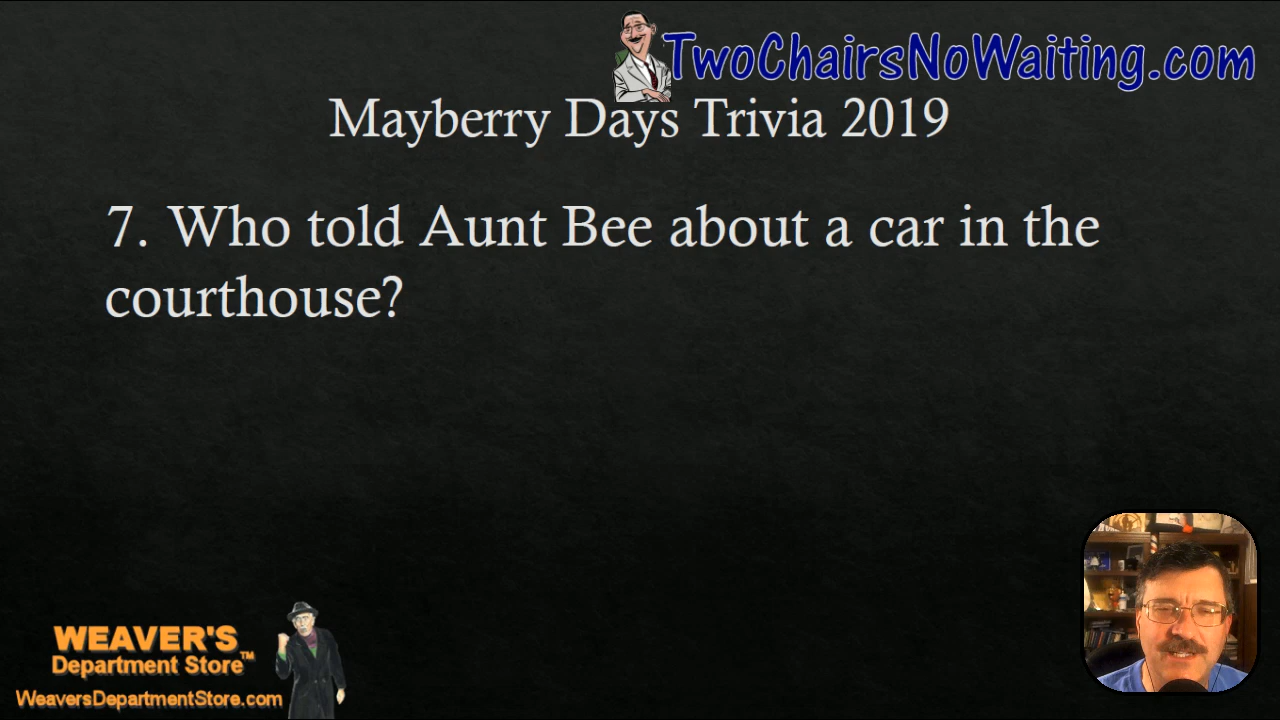 TwoChairsNoWaiting.com
Mayberry Days Trivia 2019
7. Who told Aunt Bee about a car in the
courthouse?
WEAVER'S
Department Store™
WeaversDepartmentStore.com